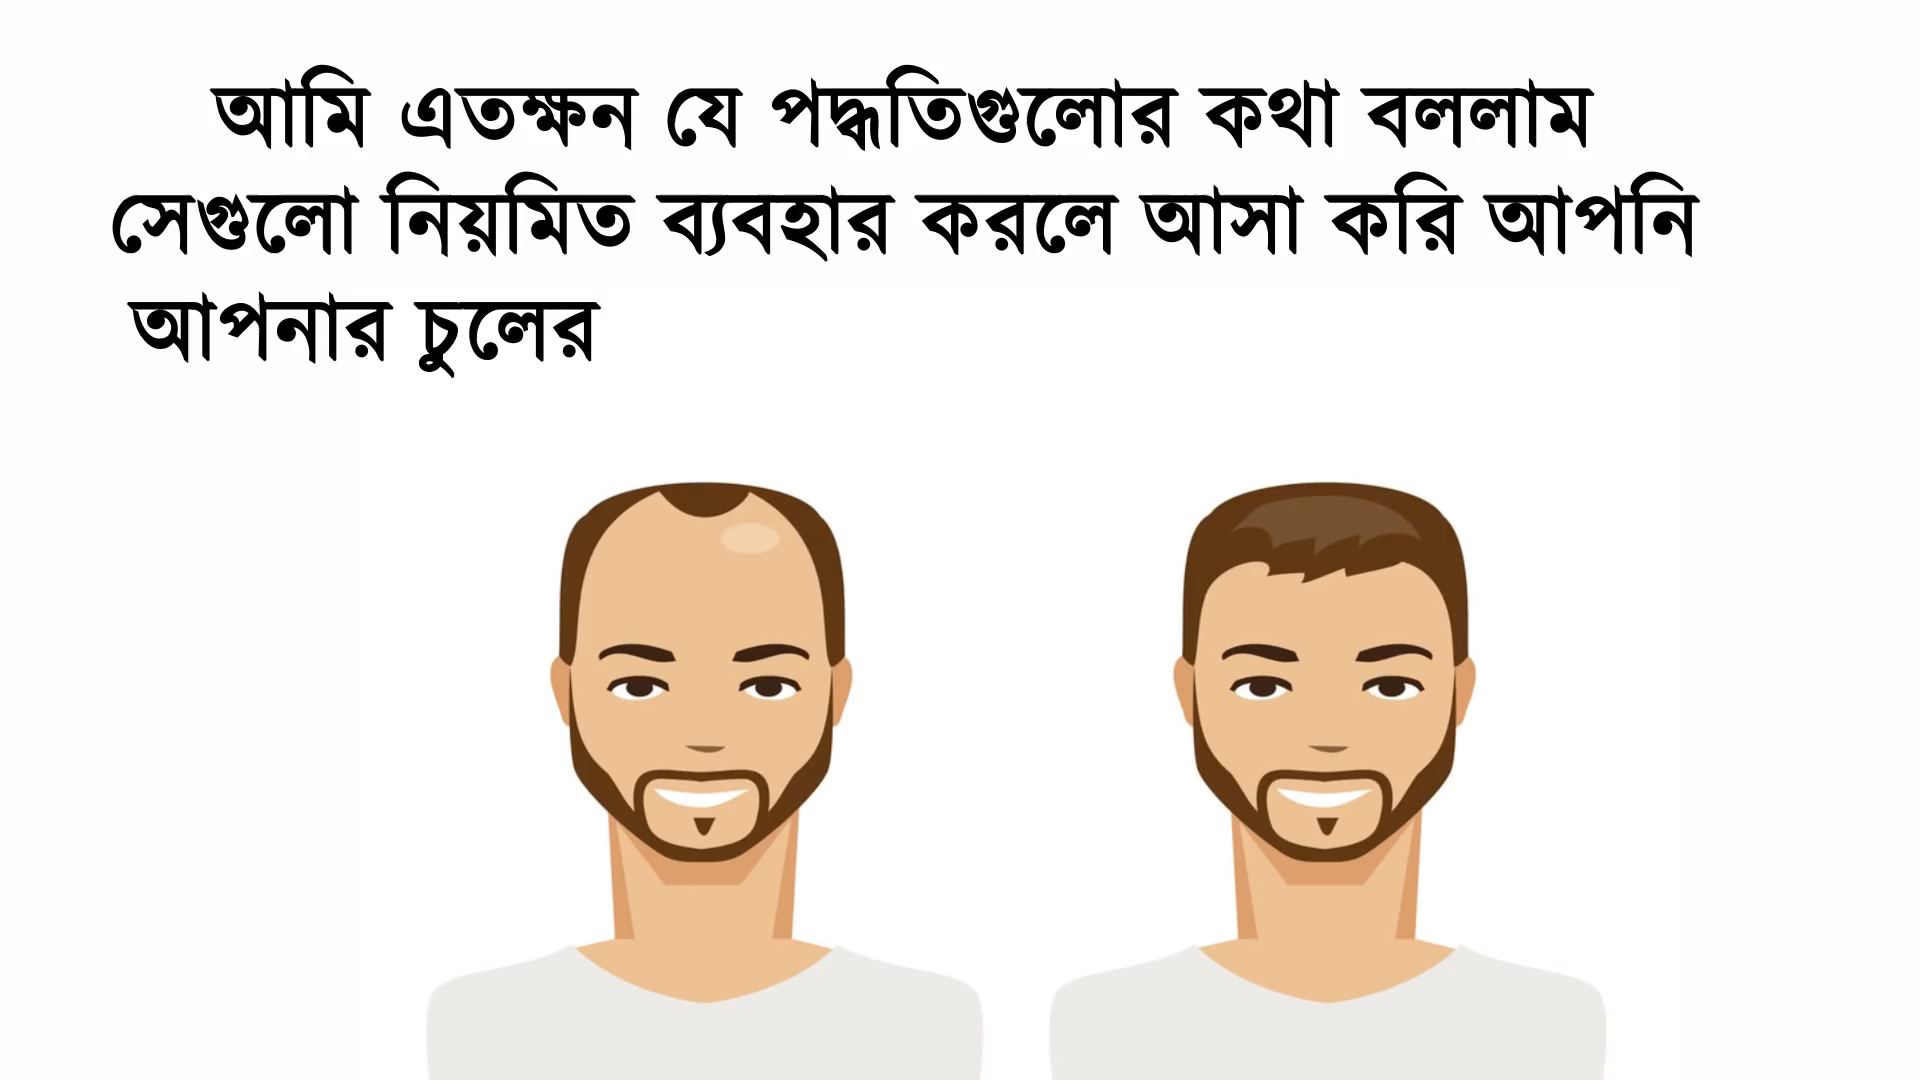 আমি এতক্ষন যে পদ্ধতিগুলোর কথা বললাম
সেগুলো নিয়মিত ব্যবহার করলে আসা করি আপনি
আপনার চুলের